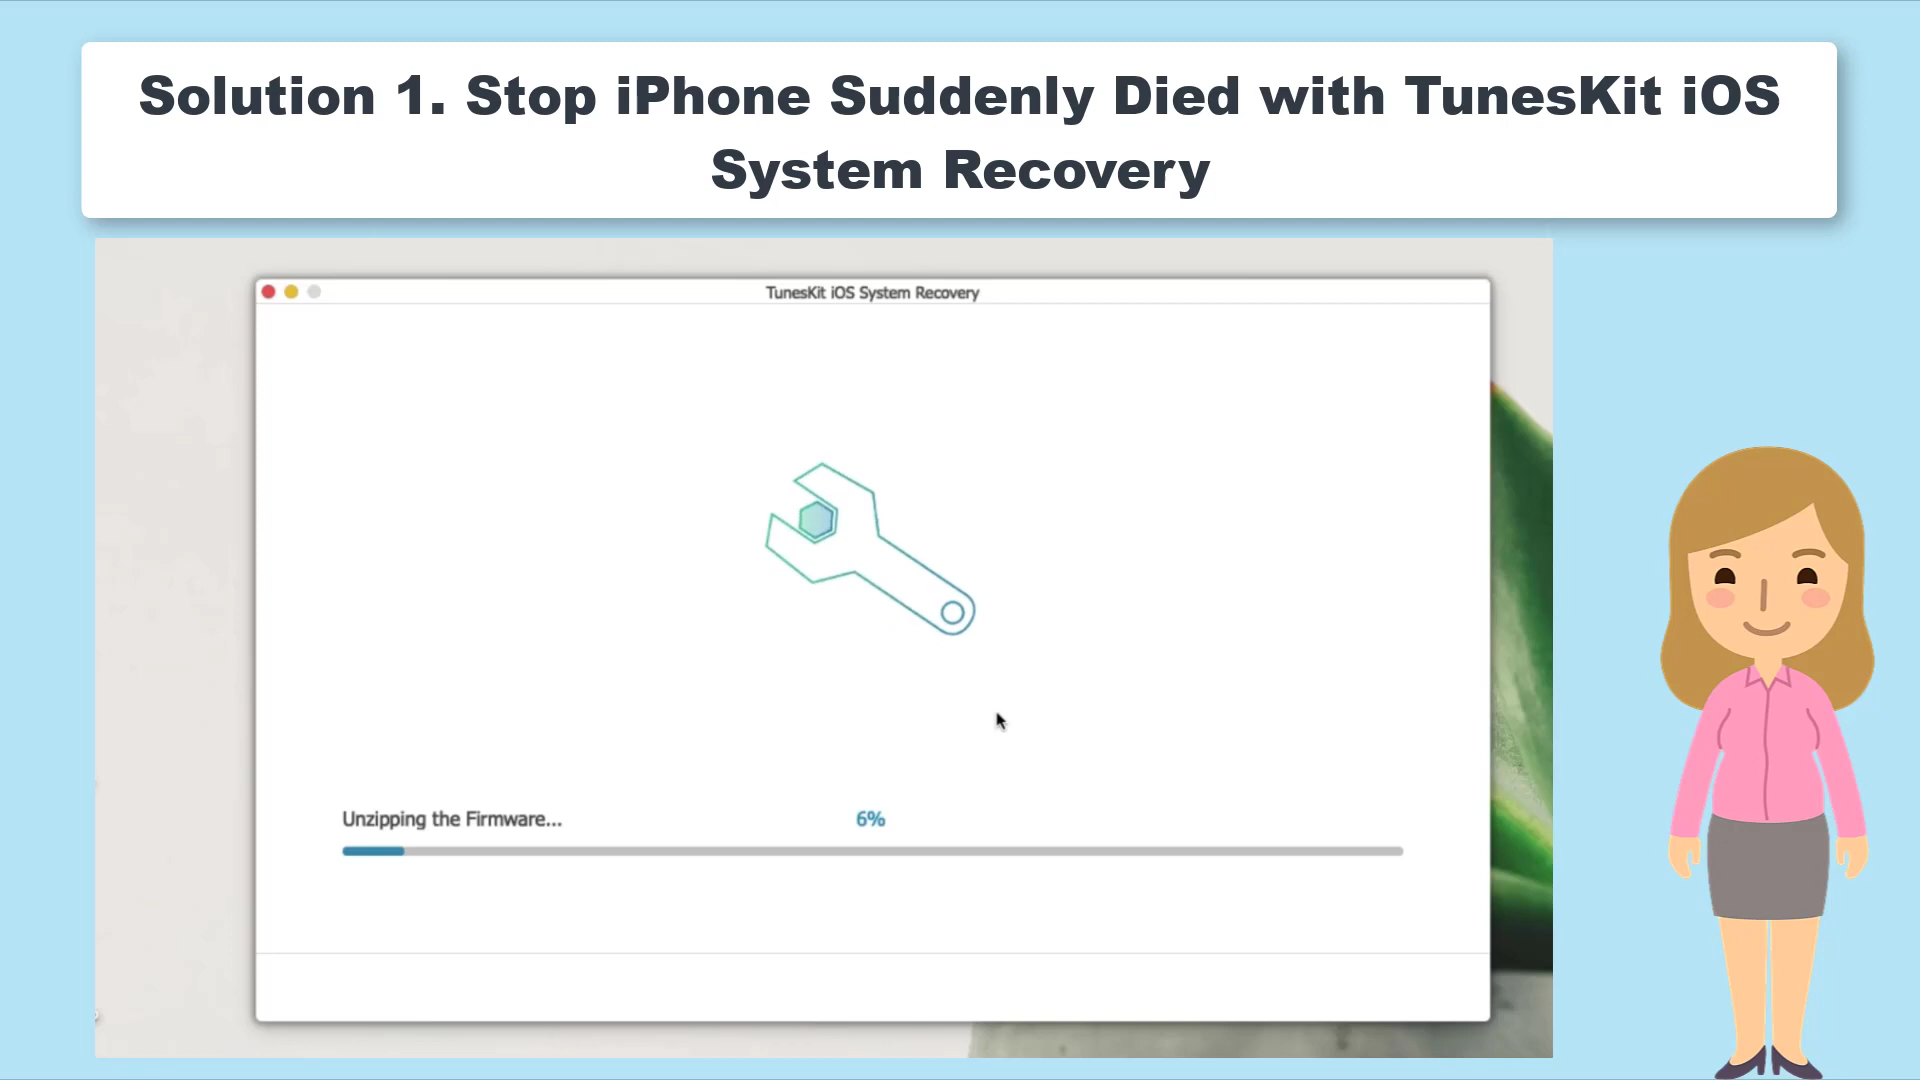 Solution 1. Stop iPhone Suddenly Died with TunesKit iOS
System Recovery
TunesKit iOS System Recovery
Unzipping the Firmware... 6%